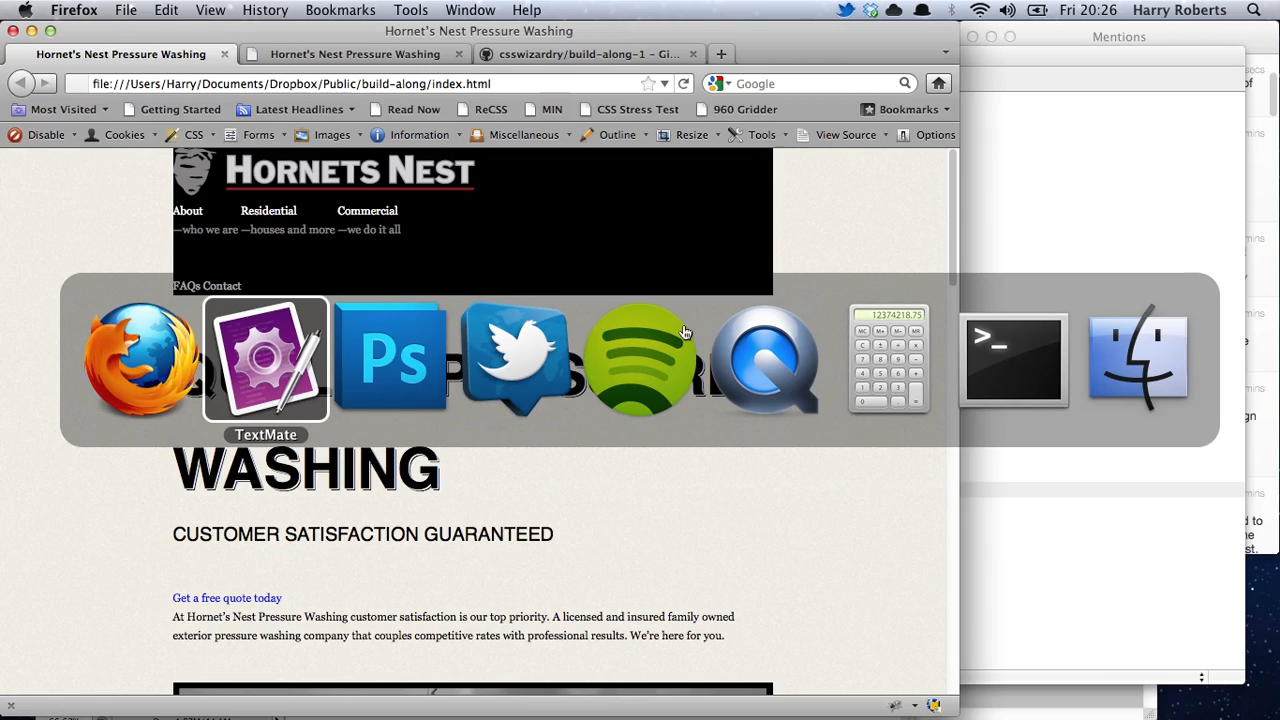 Firefox File Edit View History Bookmarks Tools Window Help Fri 20:26 Harry Roberts
Hornet's Nest Pressure Washing
Mentions
Hornet's Nest Pressure Washing
Hornet's Nest Pressure Washing
csswizardry/build-along-1 - Gi...
file:///Users/Harry/Documents/Dropbox/Public/build-along/index.html
Google
Most Visited Getting Started Latest Headlines Read Now ReCSS MIN CSS Stress Test 960 Gridder Bookmarks
Disable Cookies CSS Forms Images Information Miscellaneous Outline Resize Tools View Source Options
HORNETS NEST
About Residential Commercial
—who we are —houses and more —we do it all
FAQs Contact
12374218.75
Ps
>_
TextMate
WASHING
CUSTOMER SATISFACTION GUARANTEED
Get a free quote today
At Hornet's Nest Pressure Washing customer satisfaction is our top priority. A licensed and insured family owned
exterior pressure washing company that couples competitive rates with professional results. We're here for you.